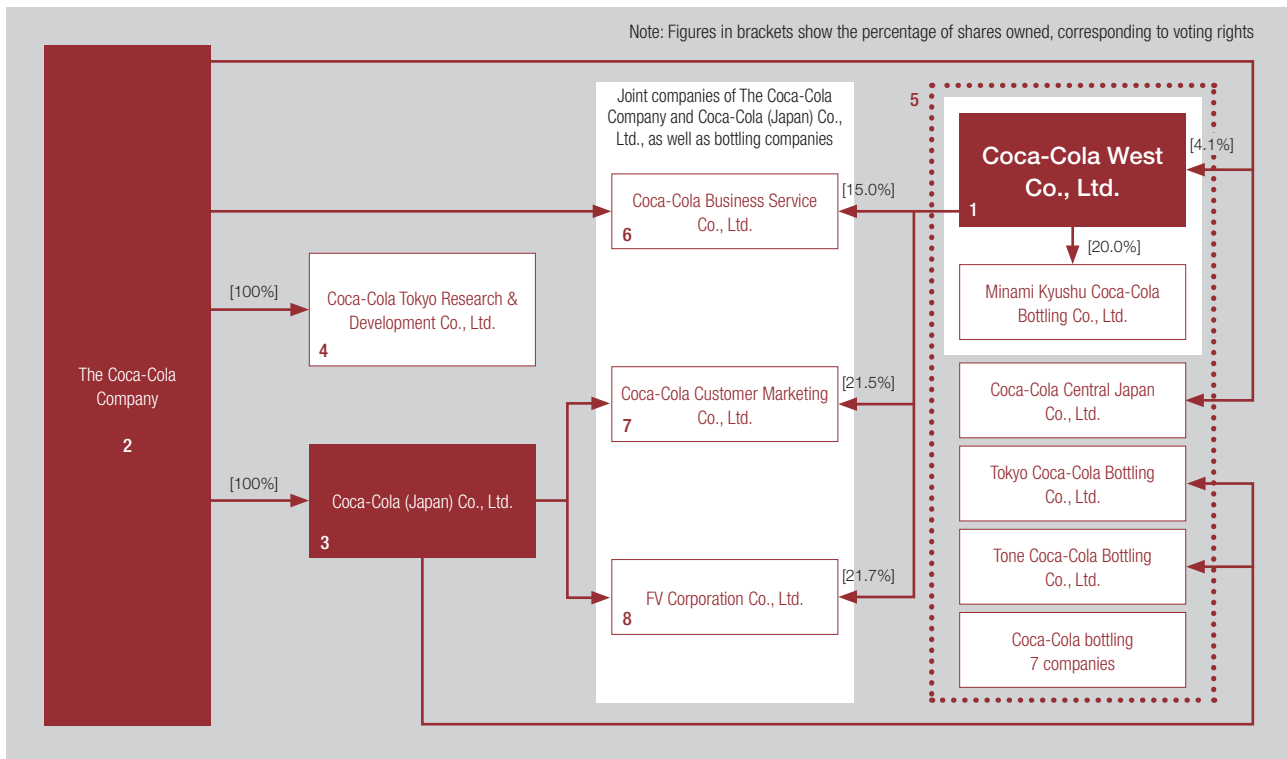 Note: Figures in brackets show the percentage of shares owned, corresponding to voting rights
Joint companies of The Coca-Cola
Company and Coca-Cola (Japan) Co.,
Ltd., as well as bottling companies
5
Coca-Cola West
Co., Ltd.
1
[4.1%]
[15.0%]
Coca-Cola Business Service
Co., Ltd.
6
[20.0%]
[100%]
Coca-Cola Tokyo Research &
Development Co., Ltd.
4
Minami Kyushu Coca-Cola
Bottling Co., Ltd.
The Coca-Cola
Company
2
[21.5%]
Coca-Cola Customer Marketing
Co., Ltd.
7
Coca-Cola Central Japan
Co., Ltd.
[100%]
Coca-Cola (Japan) Co., Ltd.
3
Tokyo Coca-Cola Bottling
Co., Ltd.
Tone Coca-Cola Bottling
Co., Ltd.
[21.7%]
FV Corporation Co., Ltd.
8
Coca-Cola bottling
7 companies